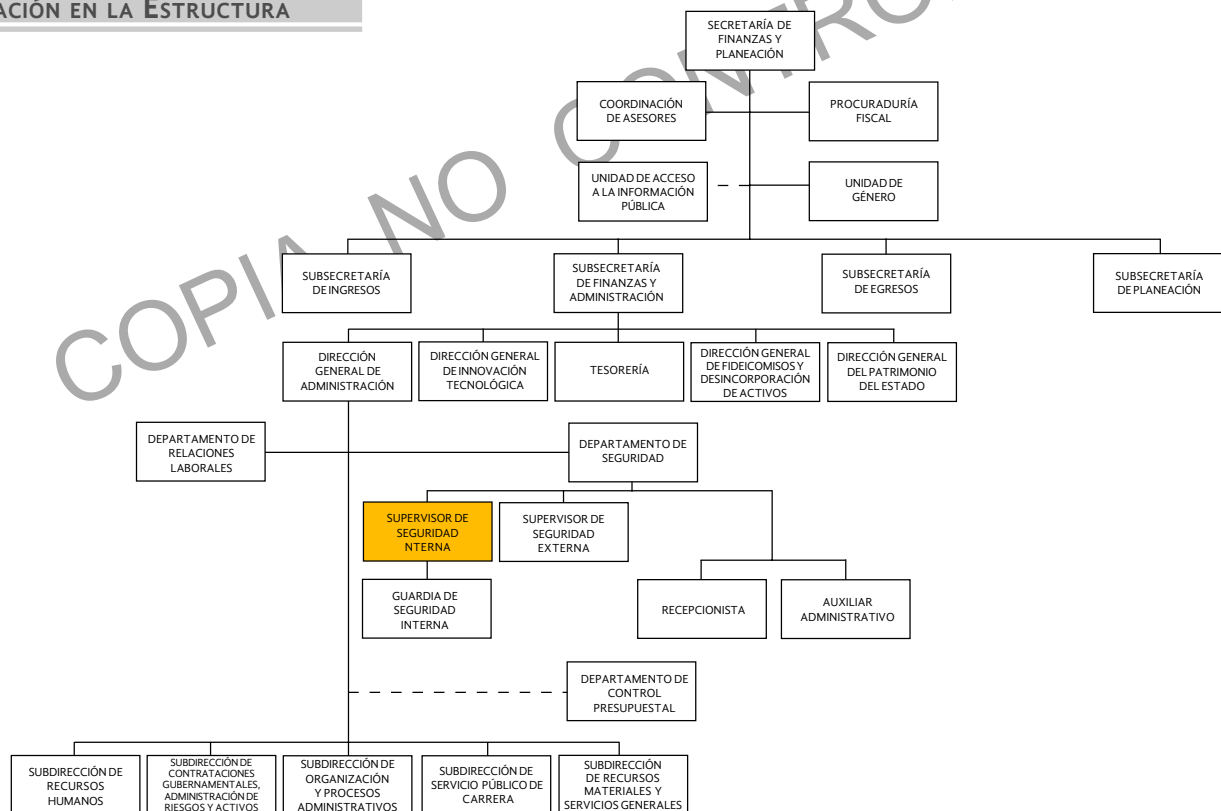 ACIÓN EN LA ESTRUCTURA
COPIA NO CONTRO
SECRETARÍA DE
FINANZAS Y
PLANEACIÓN
COORDINACIÓN
DE ASESORES
PROCURADURÍA
FISCAL
UNIDAD DE ACCESO
A LA INFORMACIÓN
PÚBLICA
UNIDAD DE
GÉNERO
SUBSECRETARÍA
DE INGRESOS
SUBSECRETARÍA
DE FINANZAS Y
ADMINISTRACIÓN
SUBSECRETARÍA
DE EGRESOS
SUBSECRETARÍA
DE PLANEACIÓN
DIRECCIÓN
GENERAL DE
ADMINISTRACIÓN
DIRECCIÓN GENERAL
DE INNOVACIÓN
TECNOLÓGICA
TESORERÍA
DIRECCIÓN GENERAL
DE FIDEICOMISOS Y
DESINCORPORACIÓN
DE ACTIVOS
DIRECCIÓN GENERAL
DEL PATRIMONIO
DEL ESTADO
DEPARTAMENTO DE
RELACIONES
LABORALES
DEPARTAMENTO DE
SEGURIDAD
SUPERVISOR DE
SEGURIDAD
NTERNA
SUPERVISOR DE
SEGURIDAD
EXTERNA
GUARDIA DE
SEGURIDAD
INTERNA
RECEPCIONISTA
AUXILIAR
ADMINISTRATIVO
DEPARTAMENTO DE
CONTROL
PRESUPUESTAL
SUBDIRECCIÓN DE
RECURSOS
HUMANOS
SUBDIRECCIÓN DE
CONTRATACIONES
GUBERNAMENTALES,
ADMINISTRACIÓN DE
RIESGOS Y ACTIVOS
SUBDIRECCIÓN DE
ORGANIZACIÓN
Y PROCESOS
ADMINISTRATIVOS
SUBDIRECCIÓN DE
SERVICIO PÚBLICO DE
CARRERA
SUBDIRECCIÓN
DE RECURSOS
MATERIALES Y
SERVICIOS GENERALES